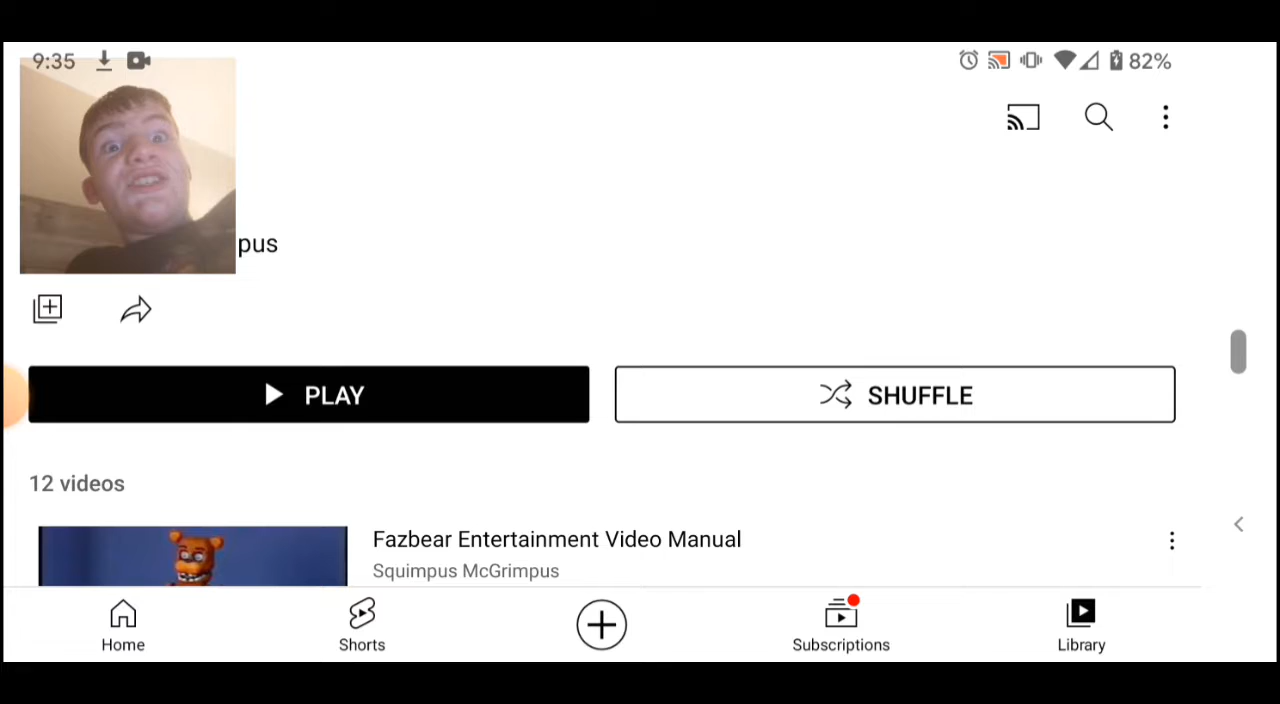 9:35
82%
pus
PLAY
SHUFFLE
12 videos
Fazbear Entertainment Video Manual
Squimpus McGrimpus
Home
Shorts
Subscriptions
Library